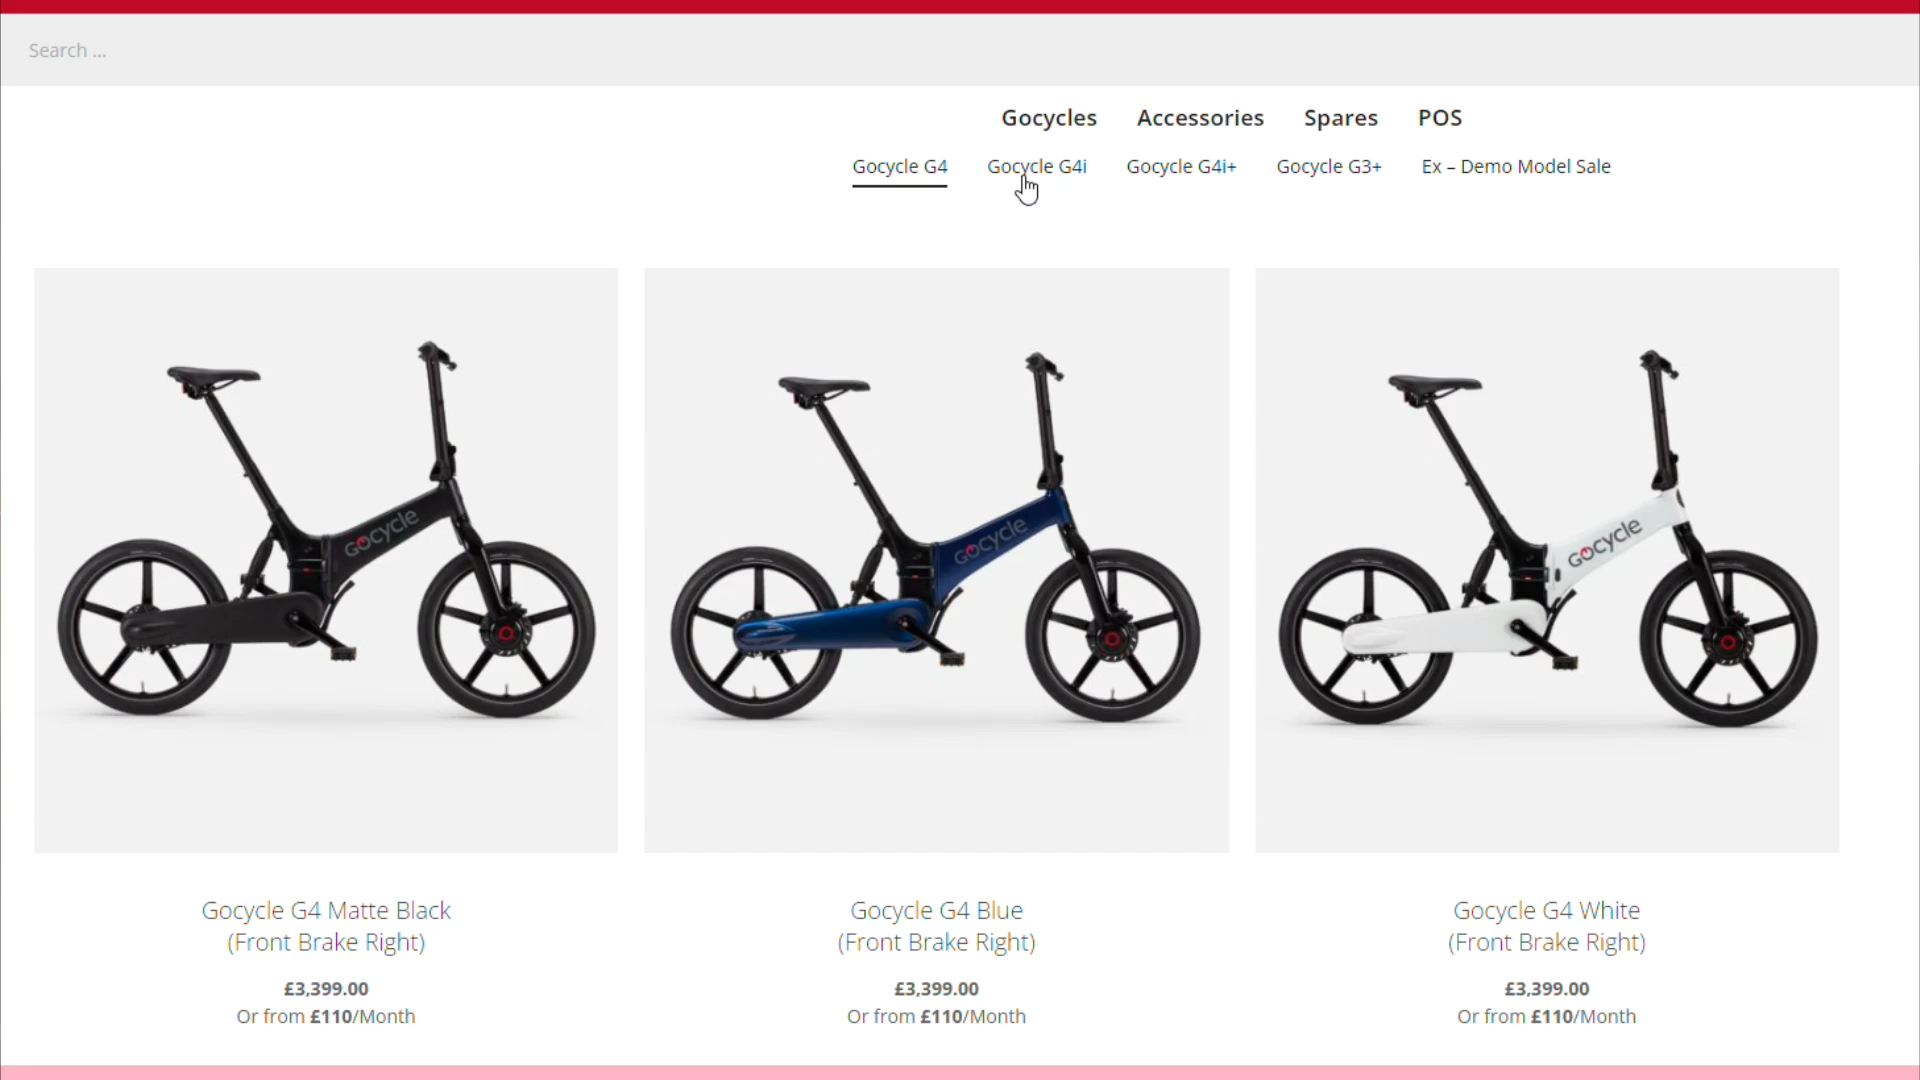 Search ...
Gocycles Accessories Spares POS
Gocycle G4 Gocycle G4i Gocycle G4i+ Gocycle G3+ Ex – Demo Model Sale
Gocycle Gocycle Gocycle
Gocycle G4 Matte Black
(Front Brake Right)
£3,399.00
Or from £110/Month
Gocycle G4 Blue
(Front Brake Right)
£3,399.00
Or from £110/Month
Gocycle G4 White
(Front Brake Right)
£3,399.00
Or from £110/Month